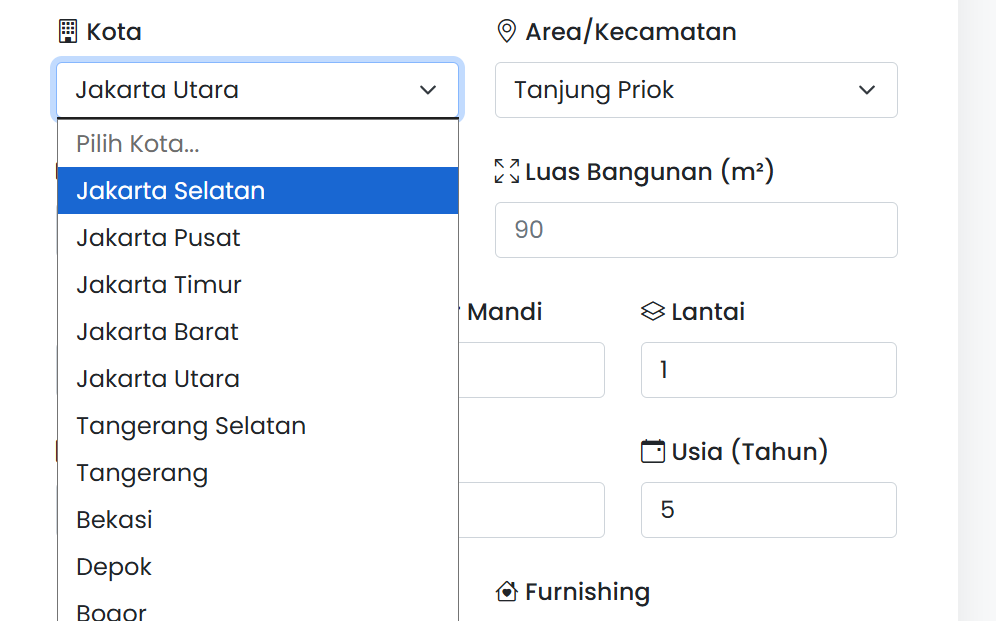 Kota
Area/Kecamatan
Jakarta Utara
Tanjung Priok
Pilih Kota...
Jakarta Selatan
Jakarta Pusat
Jakarta Timur
Jakarta Barat
Jakarta Utara
Tangerang Selatan
Tangerang
Bekasi
Depok
Bogor
Luas Bangunan (m²)
90
Mandi
Lantai
1
Usia (Tahun)
5
Furnishing